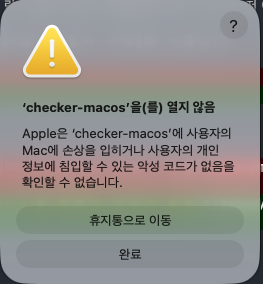 ?
'checker-macos'을(를) 열지 않음
Apple은 'checker-macos'에 사용자의
Mac에 손상을 입히거나 사용자의 개인
정보에 침입할 수 있는 악성 코드가 없음을
확인할 수 없습니다.
휴지통으로 이동
완료